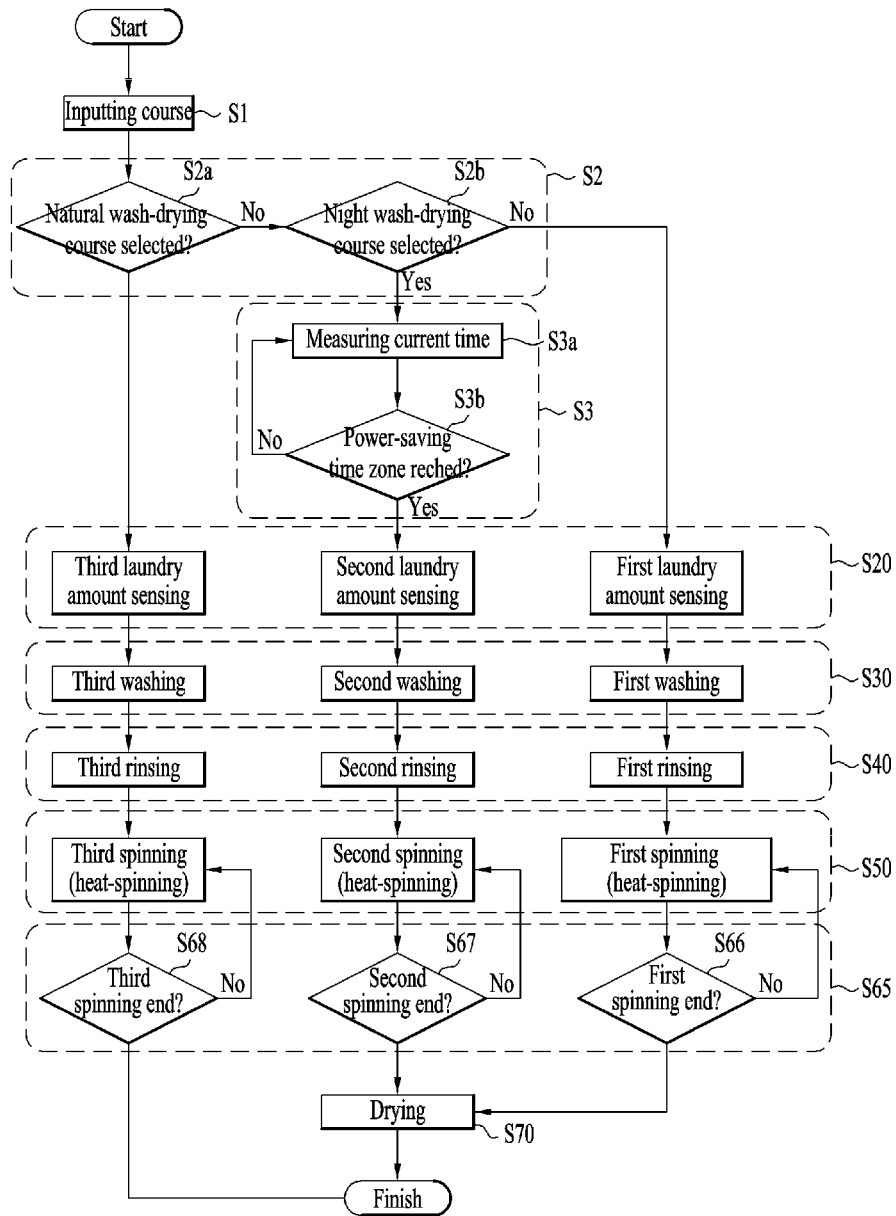 Start
Inputting course
S1
S2a
S2b
S2
Natural wash-drying
course selected?
No
Night wash-drying
course selected?
No
Yes
Measuring current time
S3a
S3b
S3
No
Power-saving
time zone reched?
Yes
Third laundry
amount sensing
Second laundry
amount sensing
First laundry
amount sensing
S20
Third washing
Second washing
First washing
S30
Third rinsing
Second rinsing
First rinsing
S40
Third spinning
(heat-spinning)
Second spinning
(heat-spinning)
First spinning
(heat-spinning)
S50
S68
S67
S66
Third
spinning end?
No
Second
spinning end?
No
First
spinning end?
No
S65
Drying
S70
Finish